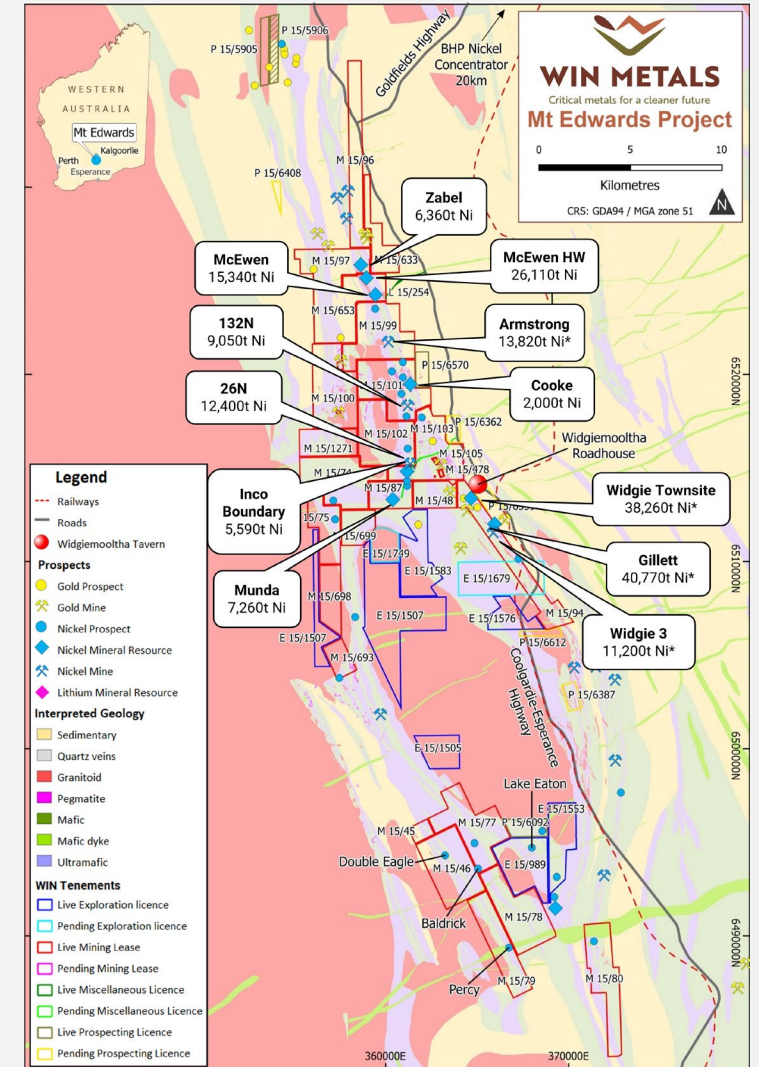 P 15/5906
P 15/5905
Goldfields Highway
BHP Nickel
Concentrator
20km
WIN METALS
Critical metals for a cleaner future
Mt Edwards Project
0 5 10
Kilometres
CRS: GDA94 / MGA zone 51
N
WESTERN
AUSTRALIA
Mt Edwards
Kalgoorlie
Perth
Esperance
M 15/96
P 15/6408
Zabel
6,360t Ni
McEwen
15,340t Ni
M 15/97
M 15/633
McEwen HW
26,110t Ni
L 15/254
M 15/653
132N
9,050t Ni
M 15/99
Armstrong
13,820t Ni*
P 15/6570
6520000N
26N
12,400t Ni
M 15/101
M 15/100
Cooke
2,000t Ni
M 15/102
M 15/103
P 15/6362
M 15/1271
M 15/105
Widgiemooltha
Roadhouse
M 15/478
Inco
Boundary
5,590t Ni
M 15/87
M 15/48
Widgie Townsite
38,260t Ni*
15/75
15/699
E 15/1749
Gillett
40,770t Ni*
6510000N
E 15/1583
E 15/1679
Munda
7,260t Ni
M 15/698
E 15/1507
E 15/1576
M 15/94
Widgie 3
11,200t Ni*
E 15/1507
P 15/6612
M 15/693
P 15/6387
Coolgardie-Esperance
Highway
E 15/1505
6500000N
Lake Eaton
E 15/1553
M 15/45
M 15/77
P 15/6092
Double Eagle
M 15/46
E 15/989
Baldrick
M 15/78
6490000N
Percy
M 15/79
M 15/80
360000E
370000E
Legend
Railways
Roads
Widgiemooltha Tavern
Prospects
Gold Prospect
Gold Mine
Nickel Prospect
Nickel Mineral Resource
Nickel Mine
Lithium Mineral Resource
Interpreted Geology
Sedimentary
Quartz veins
Granitoid
Pegmatite
Mafic
Mafic dyke
Ultramafic
WIN Tenements
Live Exploration licence
Pending Exploration licence
Live Mining Lease
Pending Mining Lease
Live Miscellaneous Licence
Pending Miscellaneous Licence
Live Prospecting Licence
Pending Prospecting Licence